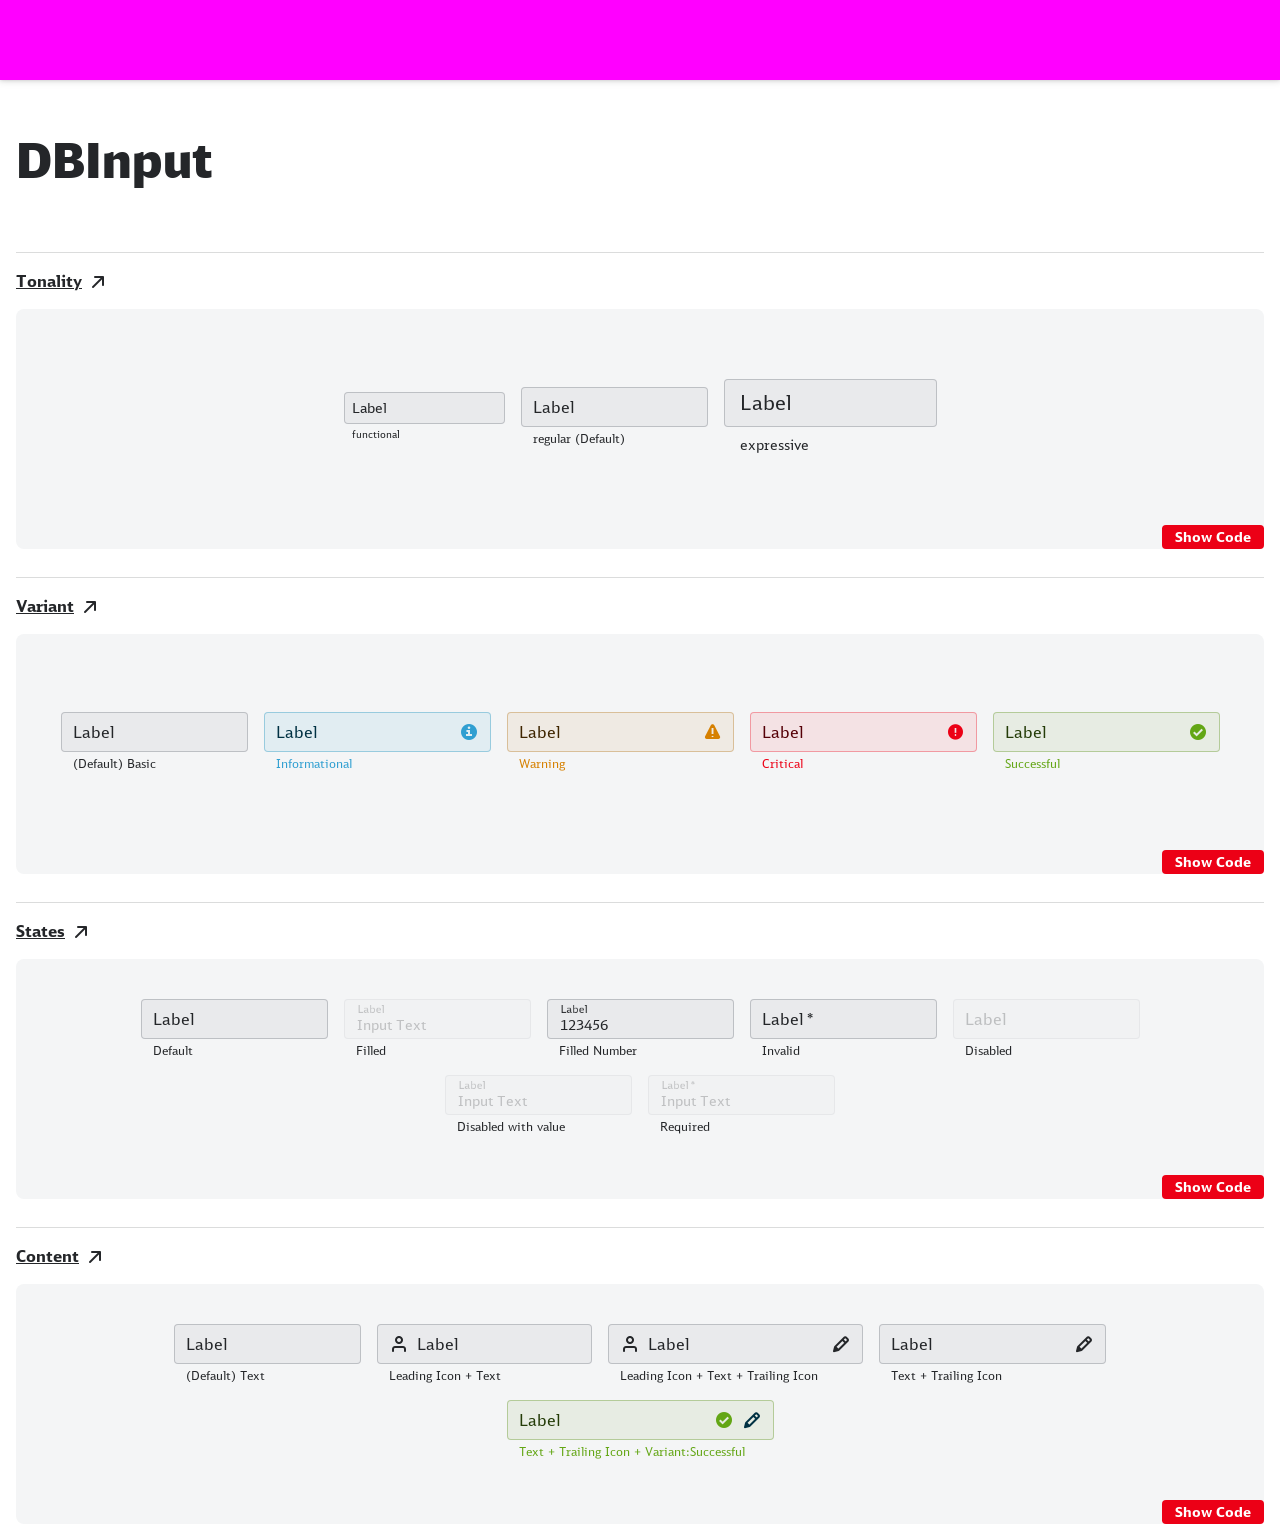 DBInput
Tonality
Label
Label
Label
functional
regular (Default)
expressive
Show Code
Variant
Label
Label
Label
Label
Label
(Default) Basic
Informational
Warning
Critical
Successful
Show Code
States
Label
Label
Input Text
Label
123456
Label *
Label
Default
Filled
Filled Number
Invalid
Disabled
Label
Input Text
Label *
Input Text
Disabled with value
Required
Show Code
Content
Label
Label
Label
Label
(Default) Text
Leading Icon + Text
Leading Icon + Text + Trailing Icon
Text + Trailing Icon
Label
Text + Trailing Icon + Variant:Successful
Show Code